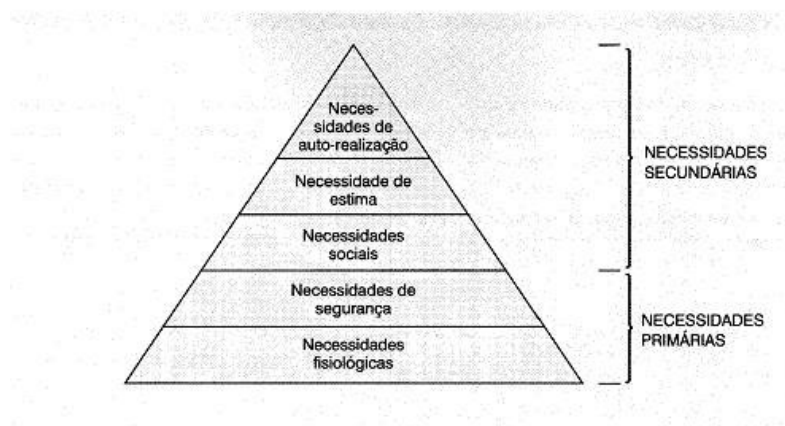 Neces-
sidades de
auto-realização
Necessidade de
estima
Necessidades
sociais
Necessidades de
segurança
Necessidades
fisiológicas
NECESSIDADES
SECUNDÁRIAS
NECESSIDADES
PRIMÁRIAS